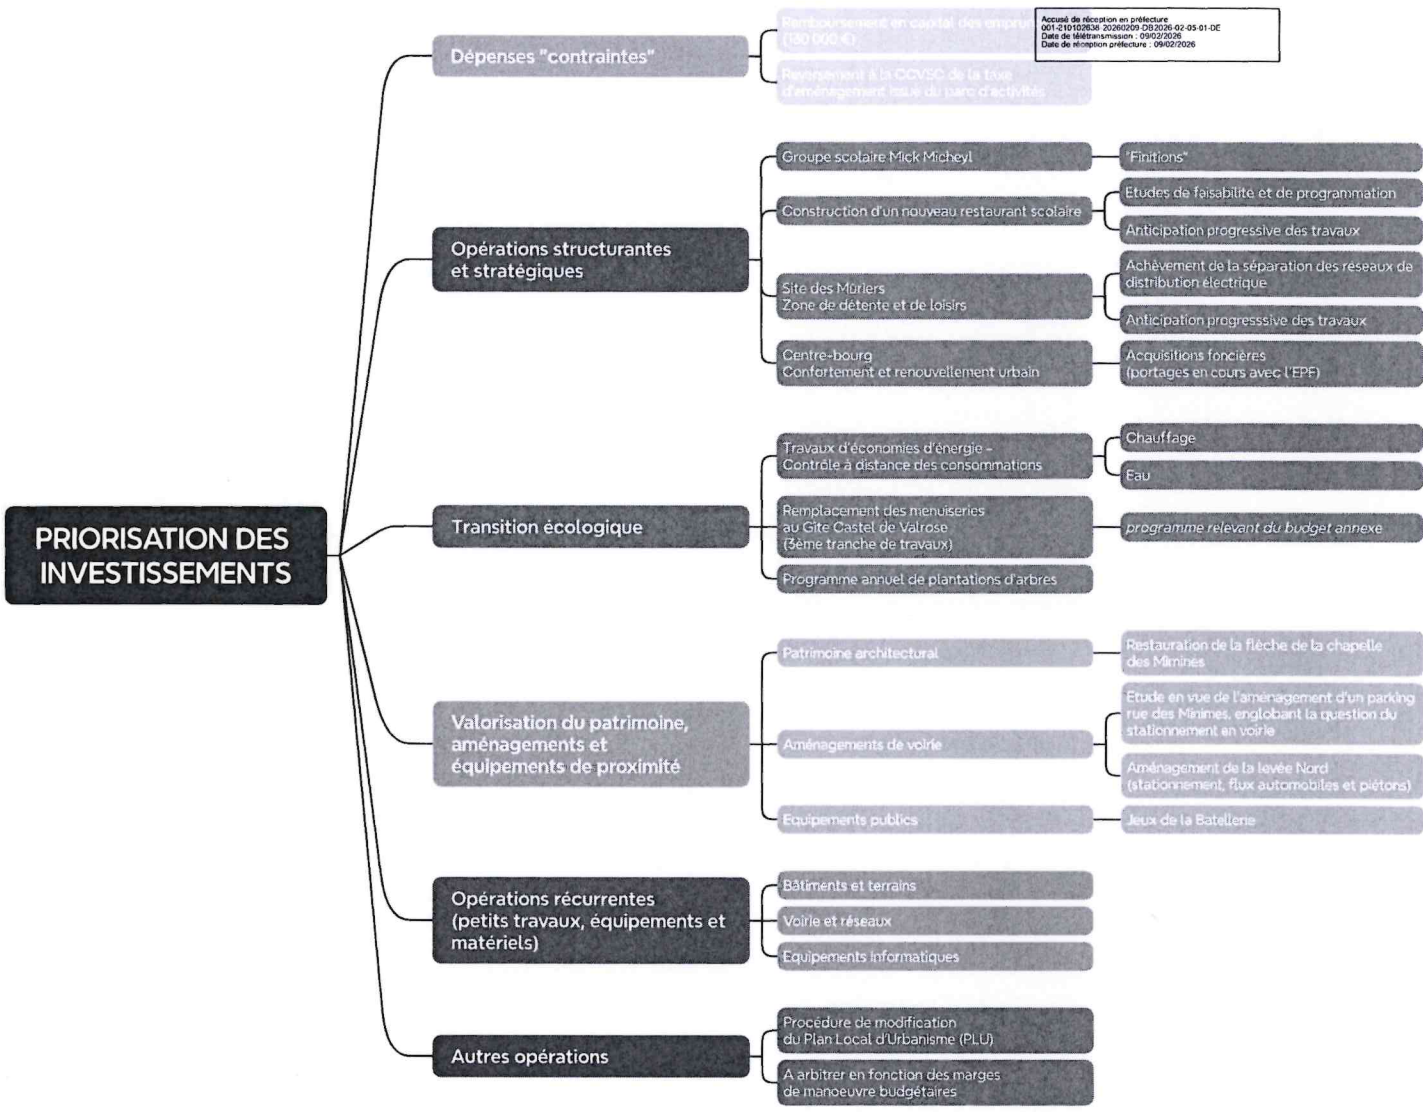 Accusé de réception en préfecture
001-210102638-20260209-DB2026-02-05-01-DE
Date de télétransmission : 09/02/2026
Date de réception préfecture : 09/02/2026
PRIORISATION DES
INVESTISSEMENTS
Dépenses "contraintes"
Remboursement en capital des
(130 000 €)
Reversement à la CCVSC de la taxe
d'aménagement issue du parc d'activités
Opérations structurantes
et stratégiques
Groupe scolaire Mick Micheyl
"Finitions"
Construction d'un nouveau restaurant scolaire
Etudes de faisabilité et de programmation
Anticipation progressive des travaux
Site des Mûriers
Zone de détente et de loisirs
Achèvement de la séparation des réseaux de
distribution électrique
Anticipation progresssive des travaux
Centre-bourg
Confortement et renouvellement urbain
Acquisitions foncières
(portages en cours avec l'EPF)
Transition écologique
Travaux d'économies d'énergie -
Contrôle à distance des consommations
Chauffage
Eau
Remplacement des menuiseries
au Gîte Castel de Valrose
(3ème tranche de travaux)
programme relevant du budget annexe
Programme annuel de plantations d'arbres
Valorisation du patrimoine,
aménagements et
équipements de proximité
Patrimoine architectural
Restauration de la flèche de la chapelle
des Mimines
Aménagements de voirie
Etude en vue de l'aménagement d'un parking
rue des Minimes, englobant la question du
stationnement en voirie
Aménagement de la levée Nord
(stationnement, flux automobiles et piétons)
Equipements publics
Jeux de la Batellerie
Opérations récurrentes
(petits travaux, équipements et
matériels)
Bâtiments et terrains
Voirie et réseaux
Equipements informatiques
Autres opérations
Procédure de modification
du Plan Local d'Urbanisme (PLU)
A arbitrer en fonction des marges
de manoeuvre budgétaires